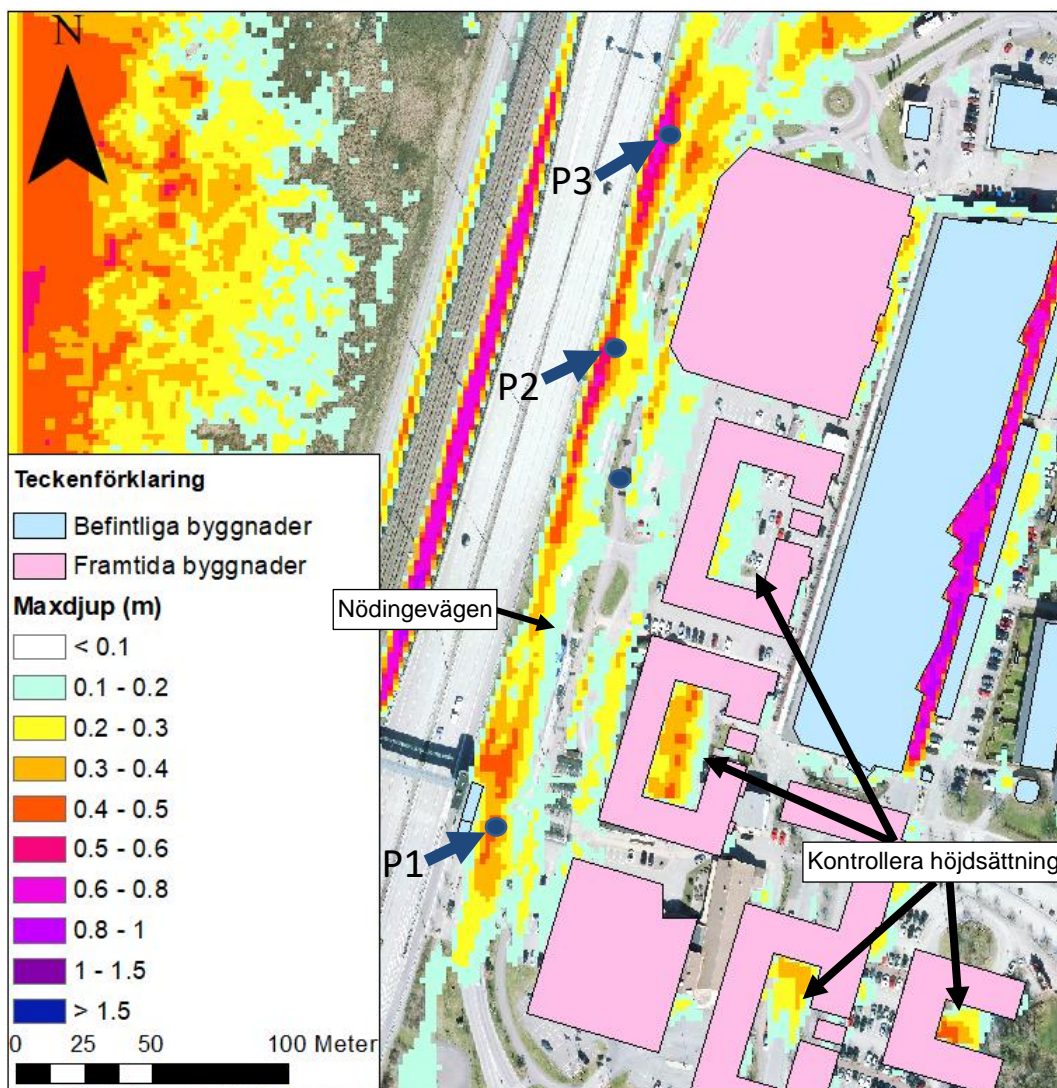 N
P3
P2
Nödingevägen
P1
Kontrollera höjdsättning
Teckenförklaring
Befintliga byggnader
Framtida byggnader
Maxdjup (m)
< 0.1
0.1 - 0.2
0.2 - 0.3
0.3 - 0.4
0.4 - 0.5
0.5 - 0.6
0.6 - 0.8
0.8 - 1
1 - 1.5
> 1.5
0 25 50 100 Meter